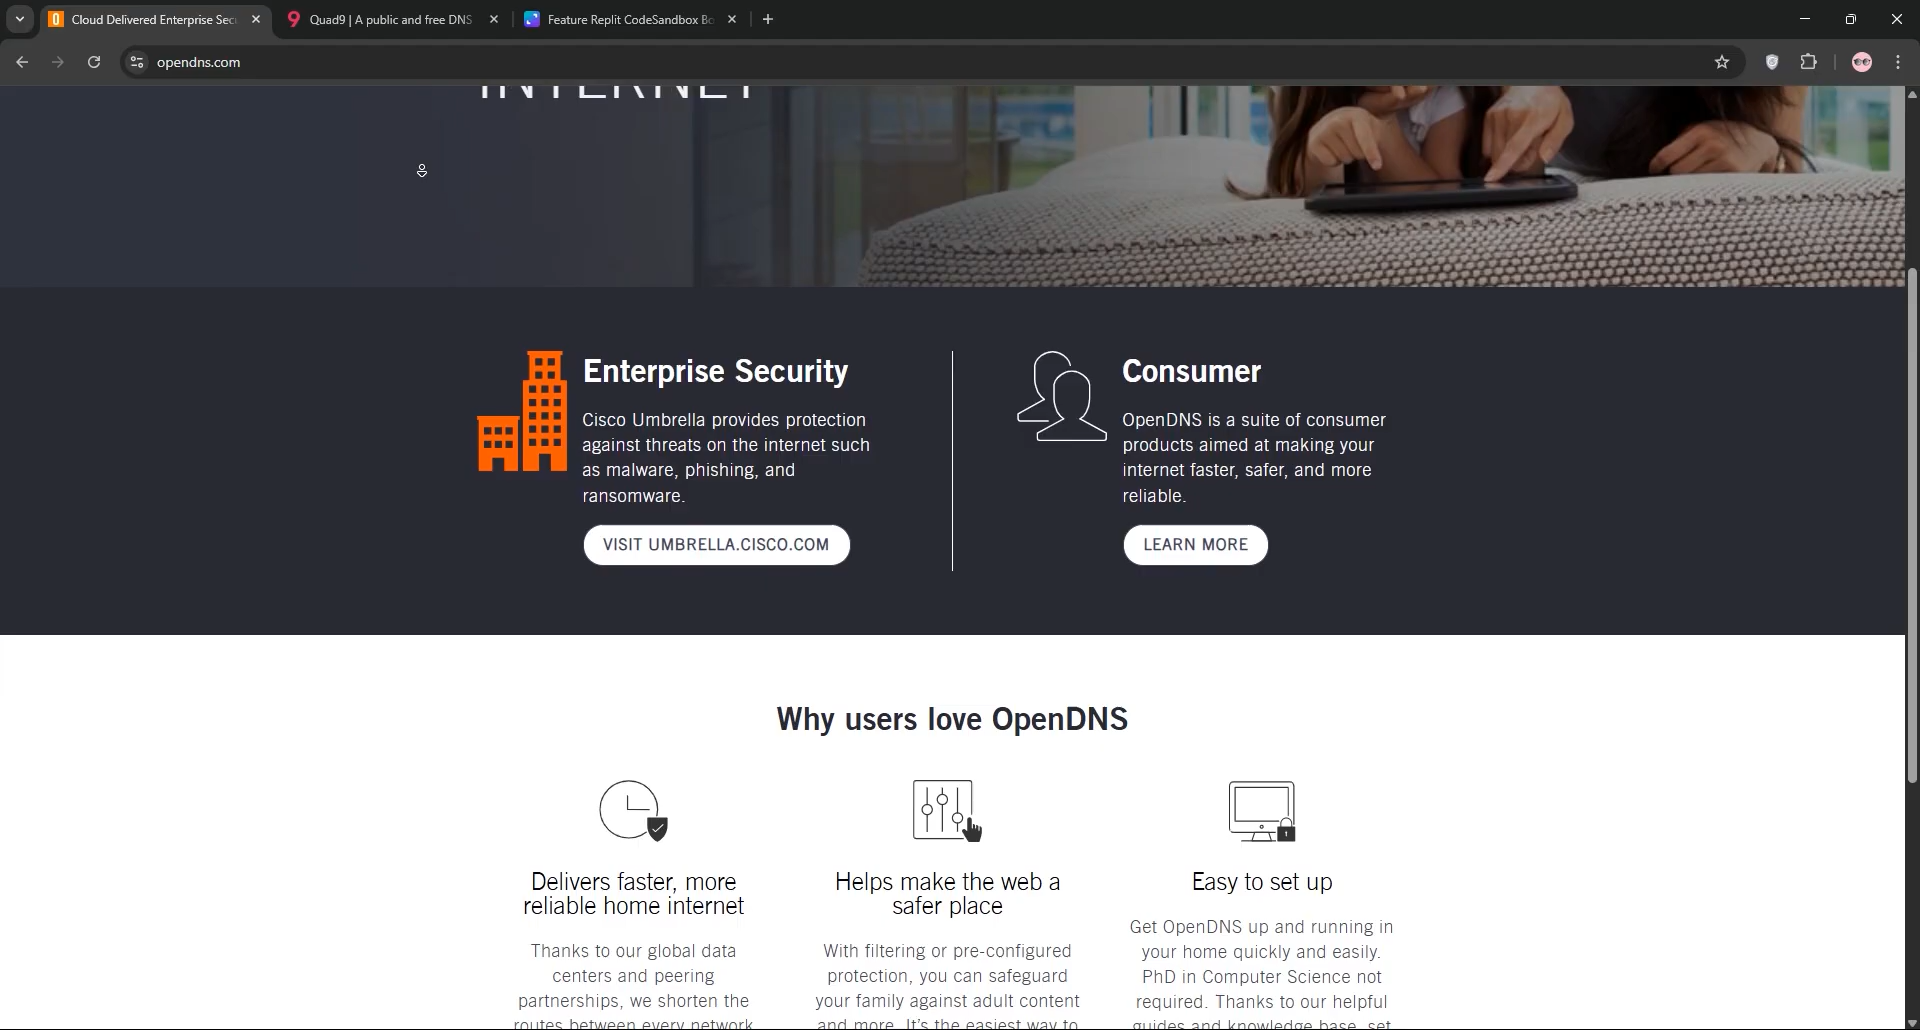 Cloud Delivered Enterprise Secu
Quad9 | A public and free DNS
Feature Replit CodeSandbox Bo
opendns.com
INTERNET
Enterprise Security
Cisco Umbrella provides protection
against threats on the internet such
as malware, phishing, and
ransomware.
VISIT UMBRELLA.CISCO.COM
Consumer
OpenDNS is a suite of consumer
products aimed at making your
internet faster, safer, and more
reliable.
LEARN MORE
Why users love OpenDNS
Delivers faster, more
reliable home internet
Thanks to our global data
centers and peering
partnerships, we shorten the
routes between every network
Helps make the web a
safer place
With filtering or pre-configured
protection, you can safeguard
your family against adult content
and more. It's the easiest way to
Easy to set up
Get OpenDNS up and running in
your home quickly and easily.
PhD in Computer Science not
required. Thanks to our helpful
guides and knowledge base, set